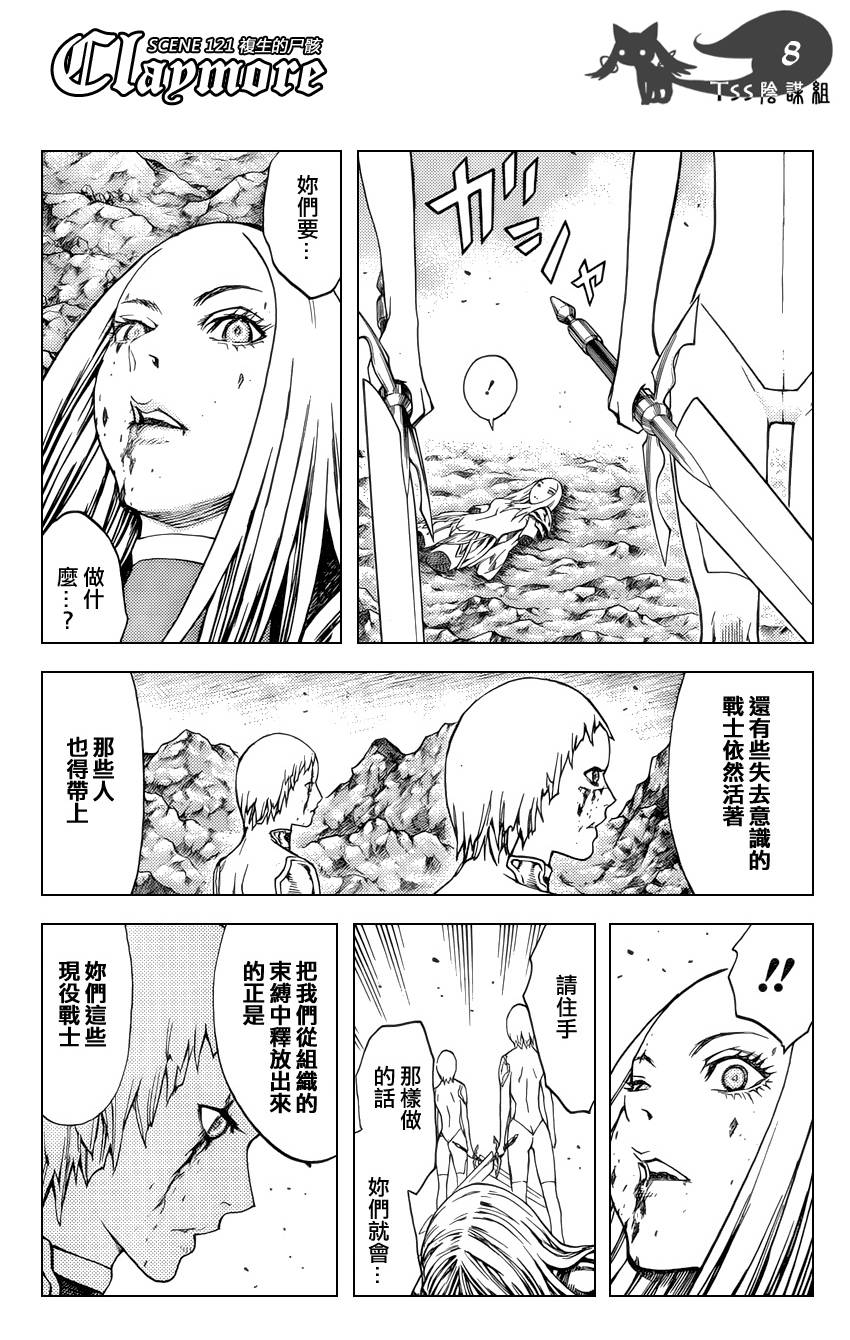 SCENE 121 複生的尸骸
Claymore
8
Tss陰謀組
ガシャ
!
妳們要…
做什
麼…?
還有些失去意識的
戰士依然活著
那些人
也得帶上
!!
請住手
那樣做
的話
妳們就會…
把我們從組織的
束縛中釋放出來
的正是
妳們這些
現役戰士